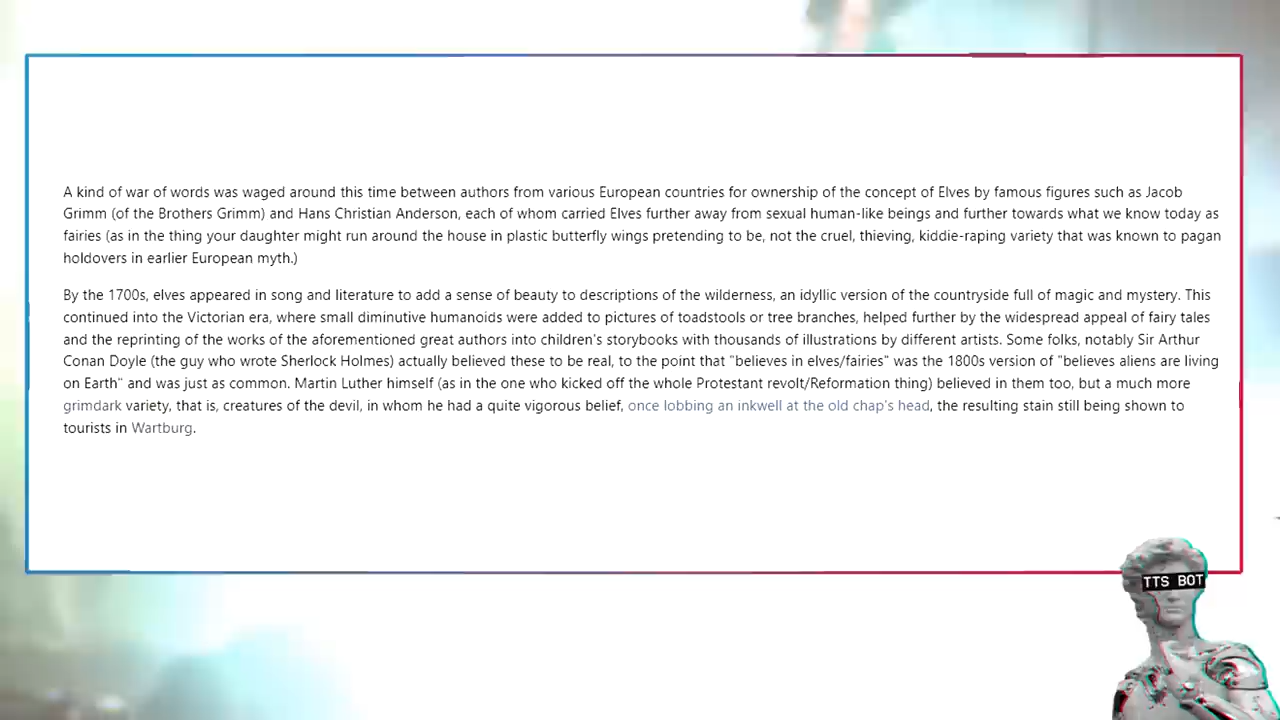 A kind of war of words was waged around this time between authors from various European countries for ownership of the concept of Elves by famous figures such as Jacob
Grimm (of the Brothers Grimm) and Hans Christian Anderson, each of whom carried Elves further away from sexual human-like beings and further towards what we know today as
fairies (as in the thing your daughter might run around the house in plastic butterfly wings pretending to be, not the cruel, thieving, kiddie-raping variety that was known to pagan
holdovers in earlier European myth.)
By the 1700s, elves appeared in song and literature to add a sense of beauty to descriptions of the wilderness, an idyllic version of the countryside full of magic and mystery. This
continued into the Victorian era, where small diminutive humanoids were added to pictures of toadstools or tree branches, helped further by the widespread appeal of fairy tales
and the reprinting of the works of the aforementioned great authors into children's storybooks with thousands of illustrations by different artists. Some folks, notably Sir Arthur
Conan Doyle (the guy who wrote Sherlock Holmes) actually believed these to be real, to the point that "believes in elves/fairies" was the 1800s version of "believes aliens are living
on Earth" and was just as common. Martin Luther himself (as in the one who kicked off the whole Protestant revolt/Reformation thing) believed in them too, but a much more
grimdark variety, that is, creatures of the devil, in whom he had a quite vigorous belief, once lobbing an inkwell at the old chap's head, the resulting stain still being shown to
tourists in Wartburg.
TTS BOT